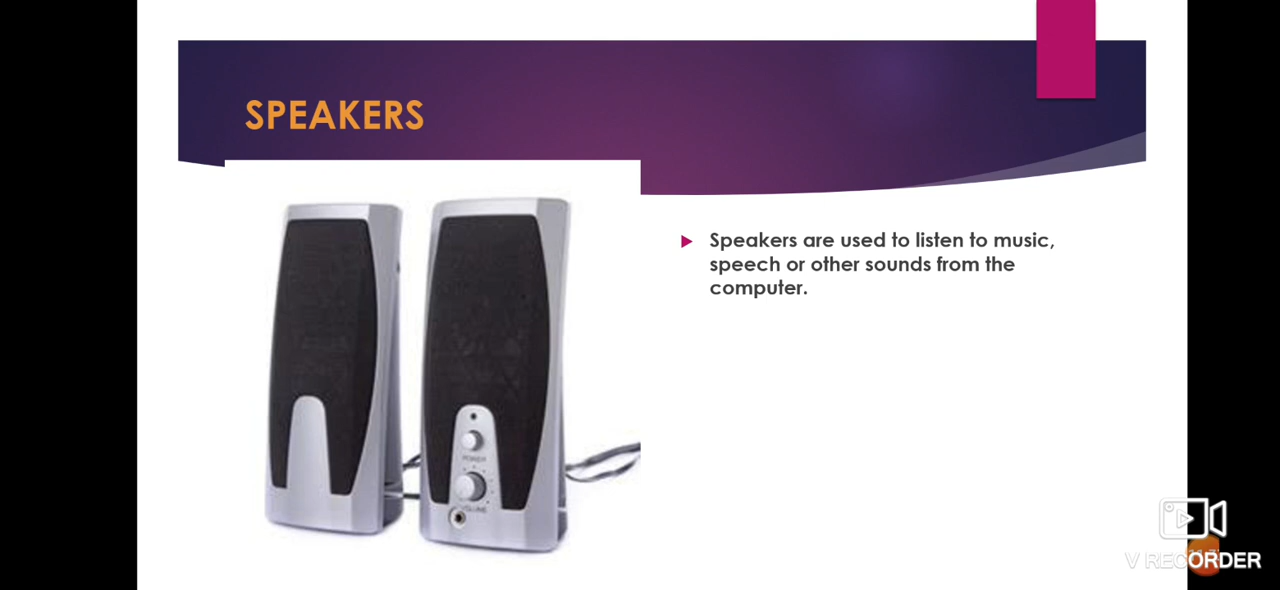 SPEAKERS
Speakers are used to listen to music,
speech or other sounds from the
computer.
POWER
VOLUME
V RECORDER